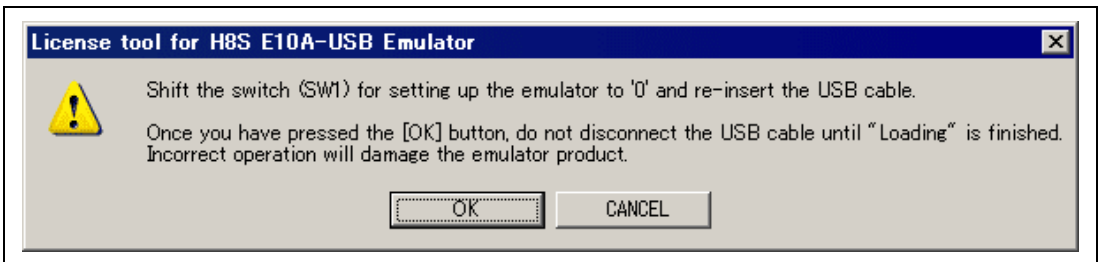 License tool for H8S E10A-USB Emulator
Shift the switch (SW1) for setting up the emulator to '0' and re-insert the USB cable.
Once you have pressed the [OK] button, do not disconnect the USB cable until "Loading" is finished.
Incorrect operation will damage the emulator product.
OK CANCEL